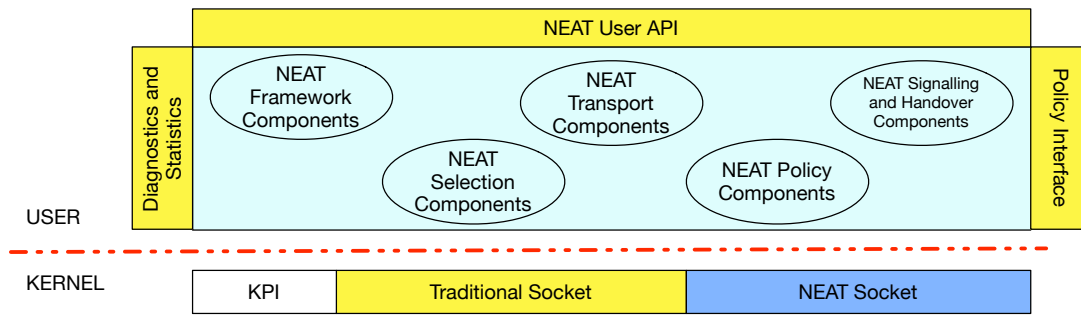 NEAT User API
Diagnostics and
Statistics
NEAT
Framework
Components
NEAT
Transport
Components
NEAT Signalling
and Handover
Components
Policy Interface
NEAT
Selection
Components
NEAT Policy
Components
USER
KERNEL
KPI
Traditional Socket
NEAT Socket